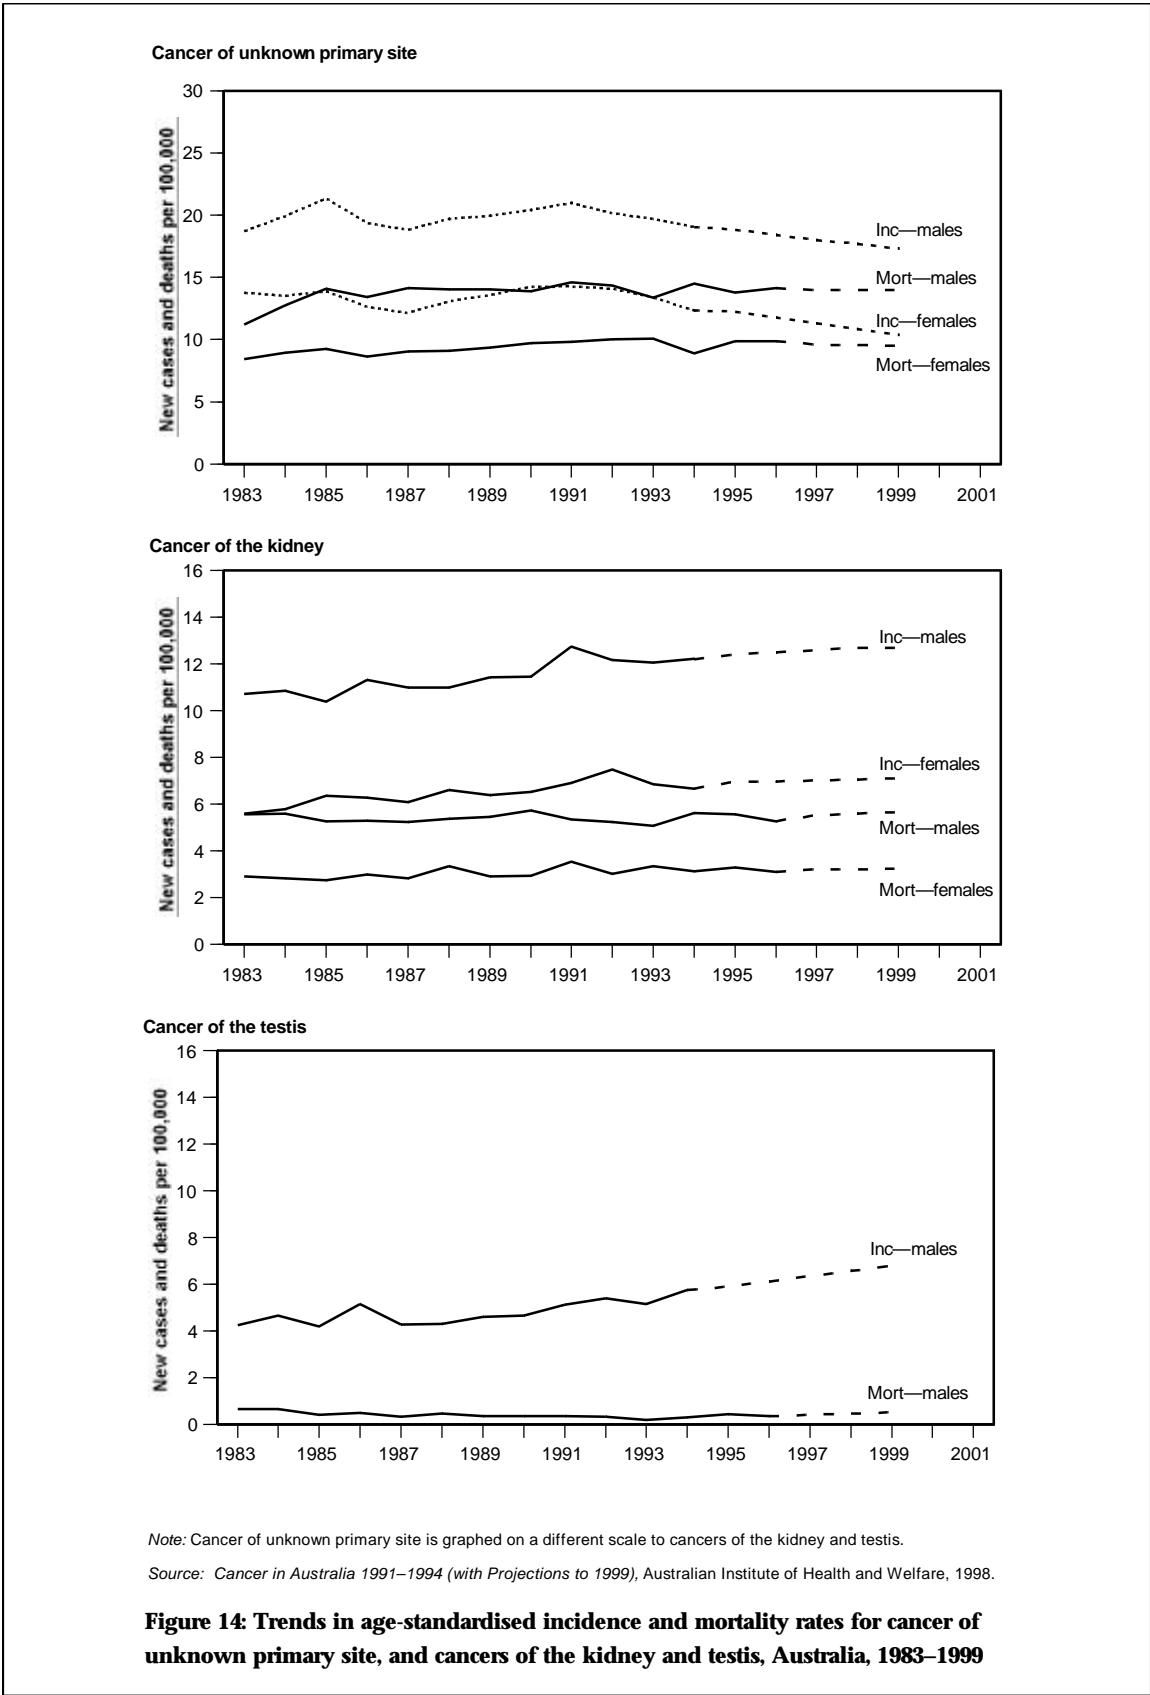 Cancer of unknown primary site
New cases and deaths per 100,000
30
25
20
15
10
5
0
Inc—males
Mort—males
Inc—females
Mort—females
1983 1985 1987 1989 1991 1993 1995 1997 1999 2001
Cancer of the kidney
New cases and deaths per 100,000
16
14
12
10
8
6
4
2
0
Inc—males
Inc—females
Mort—males
Mort—females
1983 1985 1987 1989 1991 1993 1995 1997 1999 2001
Cancer of the testis
New cases and deaths per 100,000
16
14
12
10
8
6
4
2
0
Inc—males
Mort—males
1983 1985 1987 1989 1991 1993 1995 1997 1999 2001
Note: Cancer of unknown primary site is graphed on a different scale to cancers of the kidney and testis.
Source: Cancer in Australia 1991–1994 (with Projections to 1999), Australian Institute of Health and Welfare, 1998.
Figure 14: Trends in age-standardised incidence and mortality rates for cancer of
unknown primary site, and cancers of the kidney and testis, Australia, 1983–1999